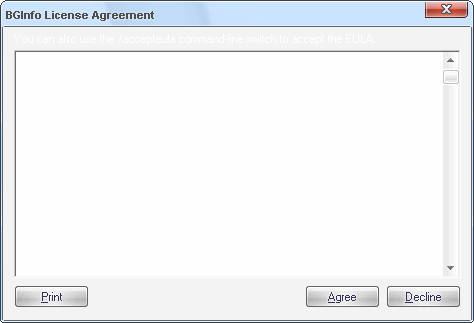 BGInfo License Agreement
You can also use the /accepteula command-line switch to accept the EULA.
Print
Agree
Decline